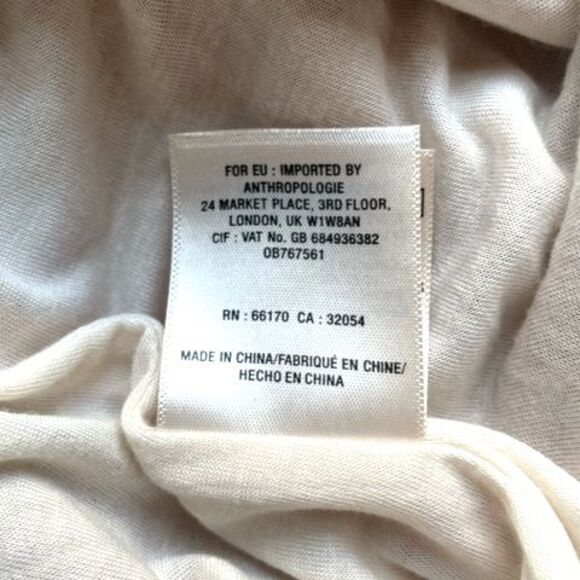 FOR EU : IMPORTED BY
ANTHROPOLOGIE
24 MARKET PLACE, 3RD FLOOR,
LONDON, UK W1W8AN
CIF : VAT No. GB 684936382
OB767561
RN : 66170 CA : 32054
MADE IN CHINA/FABRIQUÉ EN CHINE/
HECHO EN CHINA